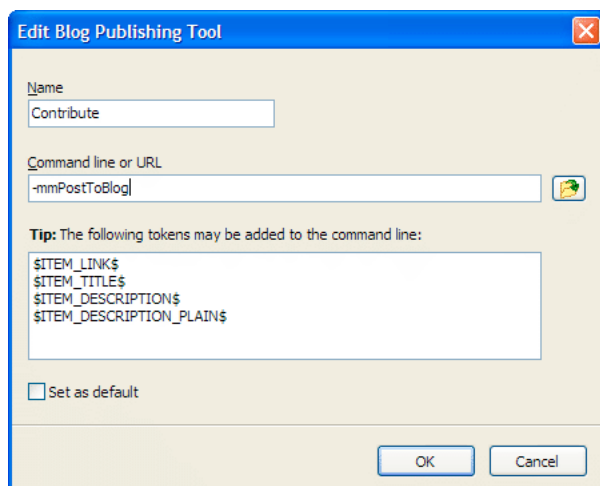 Edit Blog Publishing Tool
Name
Contribute
Command line or URL
-mmPostToBlog
Tip: The following tokens may be added to the command line:
$ITEM_LINK$
$ITEM_TITLE$
$ITEM_DESCRIPTION$
$ITEM_DESCRIPTION_PLAIN$
Set as default
OK
Cancel